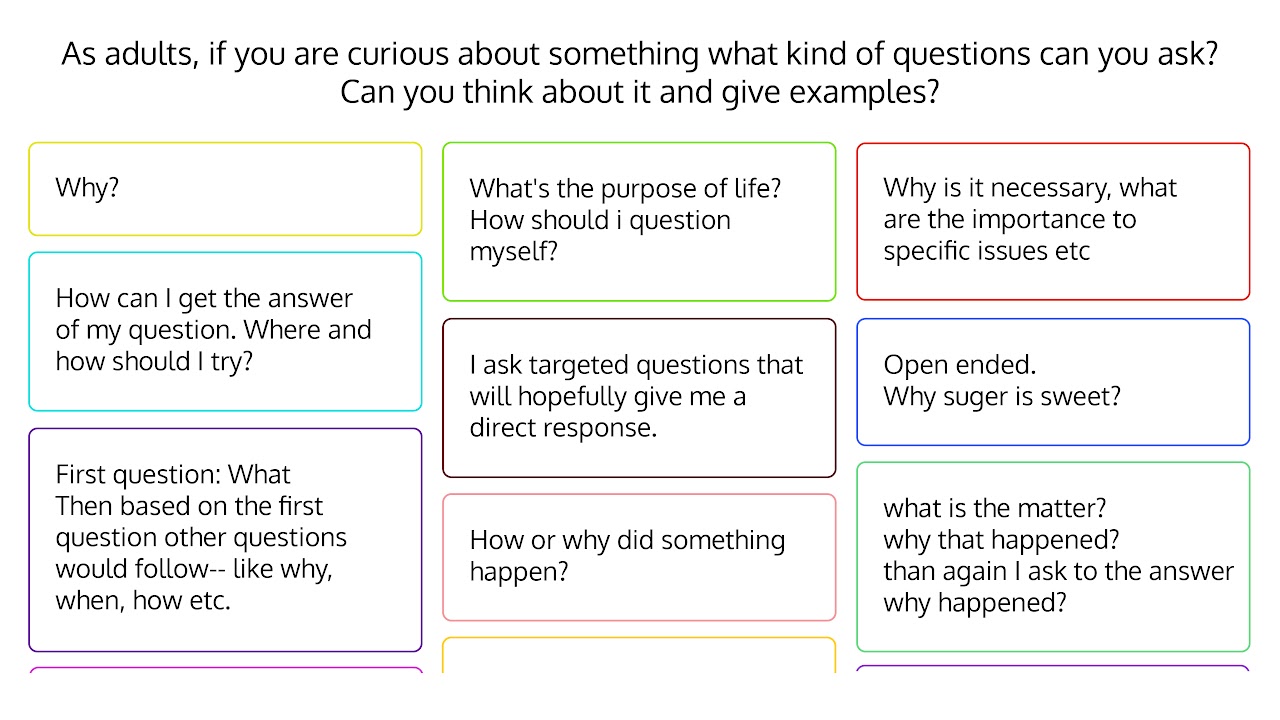 As adults, if you are curious about something what kind of questions can you ask?
Can you think about it and give examples?
Why?
How can I get the answer
of my question. Where and
how should I try?
First question: What
Then based on the first
question other questions
would follow-- like why,
when, how etc.
What's the purpose of life?
How should i question
myself?
I ask targeted questions that
will hopefully give me a
direct response.
How or why did something
happen?
Why is it necessary, what
are the importance to
specific issues etc
Open ended.
Why suger is sweet?
what is the matter?
why that happened?
than again I ask to the answer
why happened?